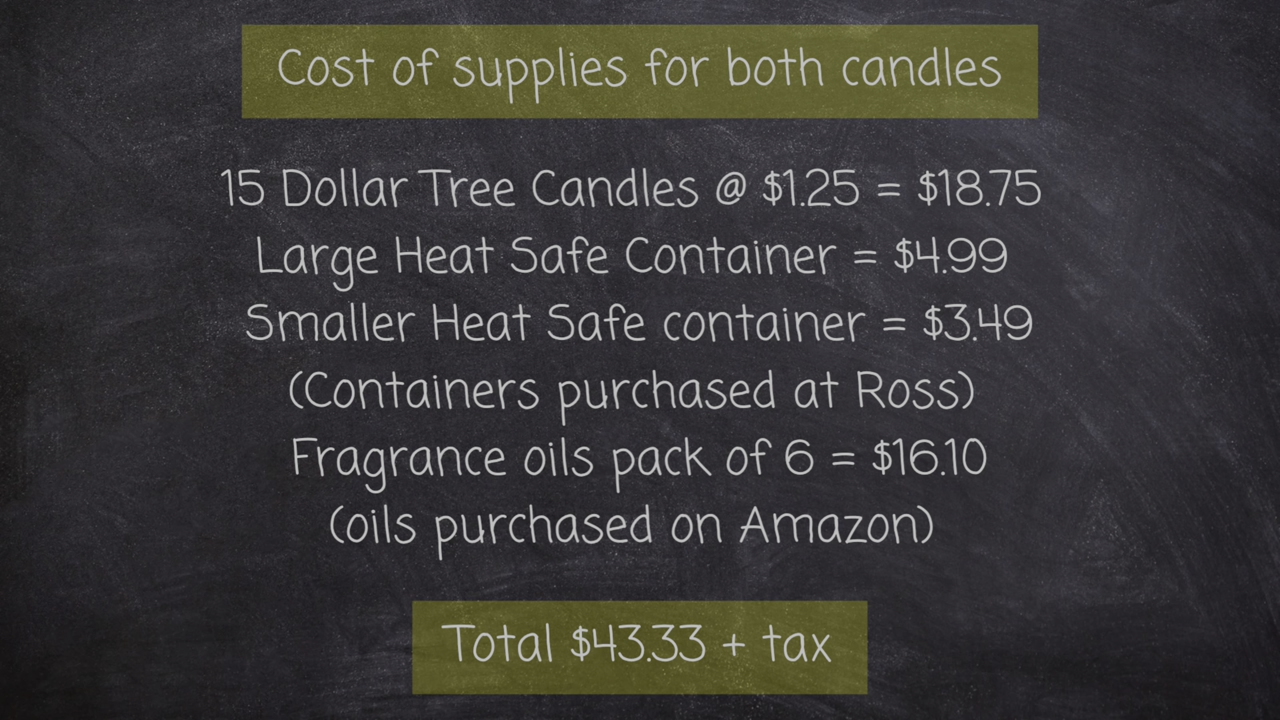 Cost of supplies for both candles
15 Dollar Tree Candles @ $1.25 = $18.75
Large Heat Safe Container = $4.99
Smaller Heat Safe container = $3.49
(Containers purchased at Ross)
Fragrance oils pack of 6 = $16.10
(oils purchased on Amazon)
Total $43.33 + tax